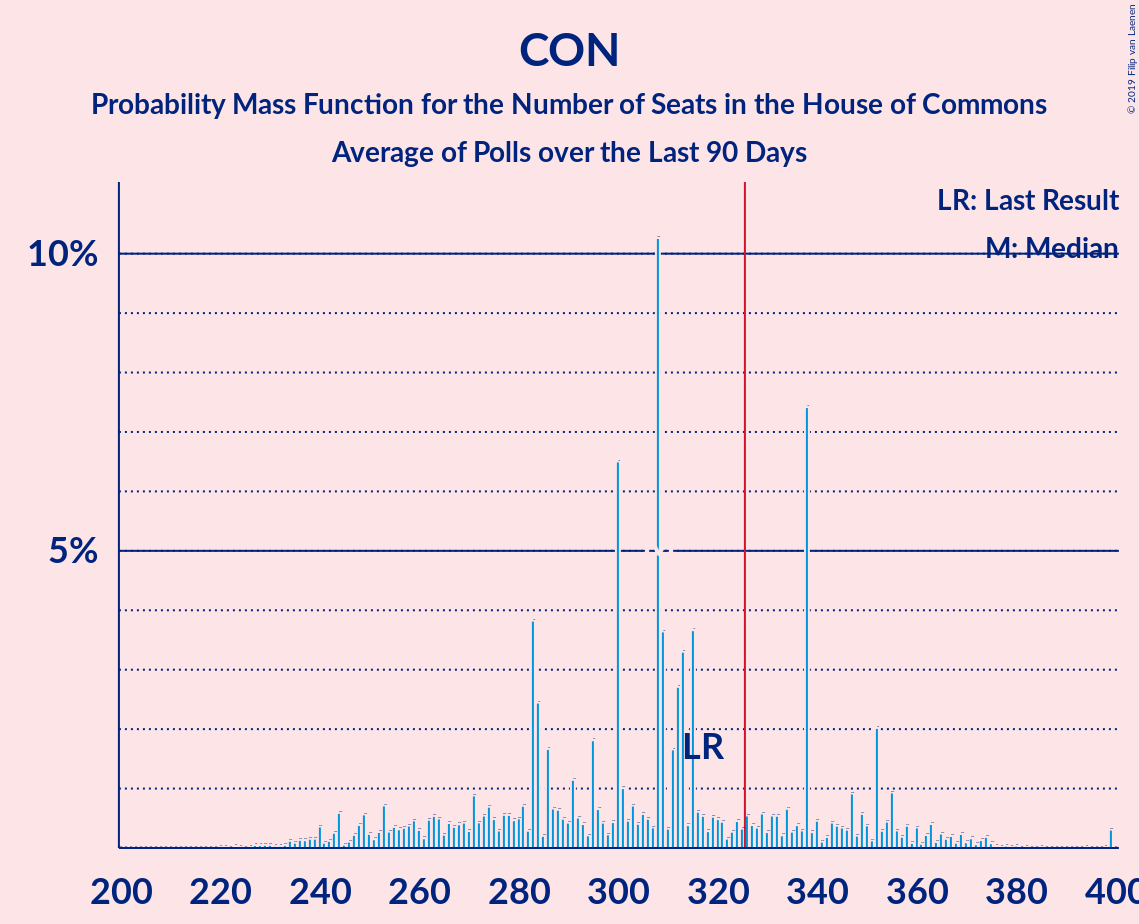 CON
Probability Mass Function for the Number of Seats in the House of Commons
Average of Polls over the Last 90 Days
© 2019 Filip van Laenen
LR: Last Result
M: Median
10%
5%
LR
200 220 240 260 280 300 320 340 360 380 400